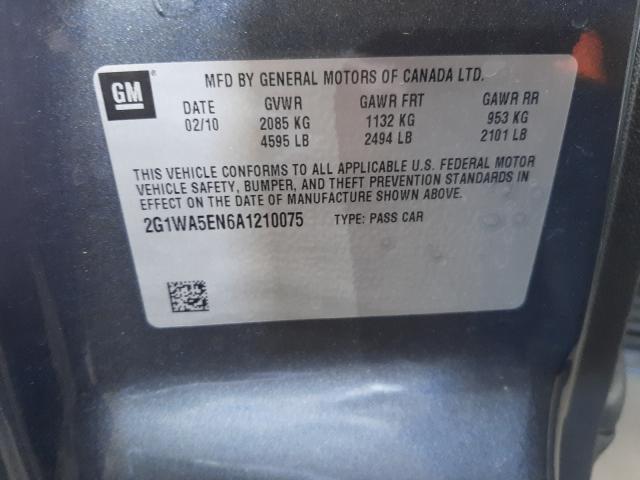 GM
®
MFD BY GENERAL MOTORS OF CANADA LTD.
DATE GVWR GAWR FRT GAWR RR
02/10 2085 KG 1132 KG 953 KG
4595 LB 2494 LB 2101 LB
THIS VEHICLE CONFORMS TO ALL APPLICABLE U.S. FEDERAL MOTOR
VEHICLE SAFETY, BUMPER, AND THEFT PREVENTION STANDARDS IN
EFFECT ON THE DATE OF MANUFACTURE SHOWN ABOVE.
2G1WA5EN6A1210075 TYPE: PASS CAR